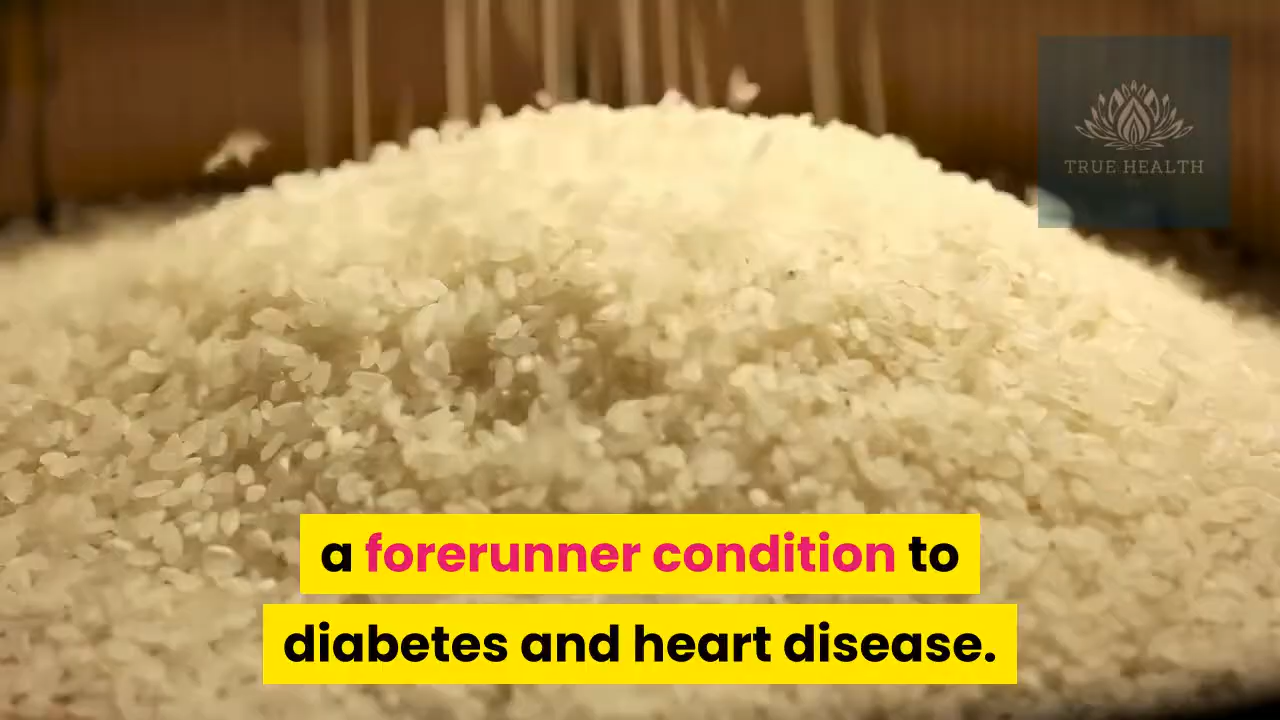 TRUE HEALTH
a forerunner condition to
diabetes and heart disease.